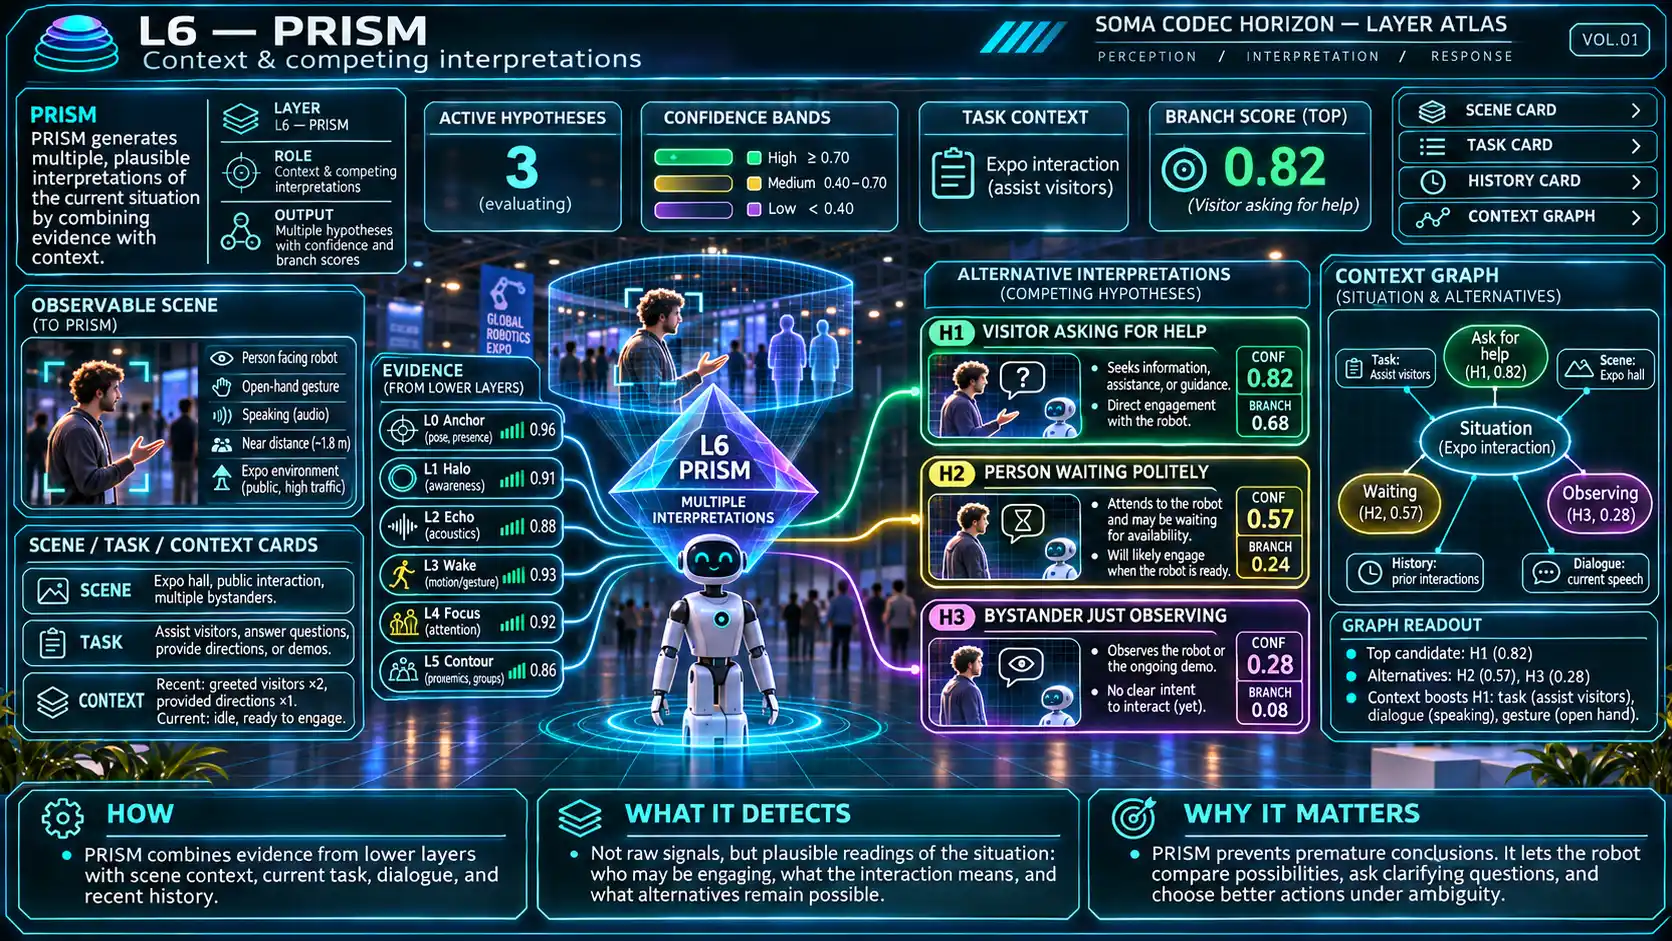 L6 — PRISM
Context & competing interpretations
SOMA CODEC HORIZON — LAYER ATLAS
PERCEPTION / INTERPRETATION / RESPONSE
VOL.01
PRISM
PRISM generates
multiple, plausible
interpretations of
the current situation
by combining
evidence with
context.
LAYER
L6 — PRISM
ROLE
Context & competing
interpretations
OUTPUT
Multiple hypotheses
with confidence and
branch scores
ACTIVE HYPOTHESES
3
(evaluating)
CONFIDENCE BANDS
High ≥ 0.70
Medium 0.40–0.70
Low < 0.40
TASK CONTEXT
Expo interaction
(assist visitors)
BRANCH SCORE (TOP)
0.82
(Visitor asking for help)
SCENE CARD
TASK CARD
HISTORY CARD
CONTEXT GRAPH
OBSERVABLE SCENE
(TO PRISM)
Person facing robot
Open-hand gesture
Speaking (audio)
Near distance (~1.8 m)
Expo environment
(public, high traffic)
SCENE / TASK / CONTEXT CARDS
SCENE
Expo hall, public interaction,
multiple bystanders.
TASK
Assist visitors, answer questions,
provide directions, or demos.
CONTEXT
Recent: greeted visitors ×2,
provided directions ×1.
Current: idle, ready to engage.
GLOBAL
ROBOTICS
EXPO
EVIDENCE
(FROM LOWER LAYERS)
L0 Anchor
(pose, presence)
0.96
L1 Halo
(awareness)
0.91
L2 Echo
(acoustics)
0.88
L3 Wake
(motion/gesture)
0.93
L4 Focus
(attention)
0.92
L5 Contour
(proxemics, groups)
0.86
L6
PRISM
MULTIPLE
INTERPRETATIONS
ALTERNATIVE INTERPRETATIONS
(COMPETING HYPOTHESES)
H1 VISITOR ASKING FOR HELP
?
• Seeks information,
assistance, or guidance.
• Direct engagement
with the robot.
CONF
0.82
BRANCH
0.68
H2 PERSON WAITING POLITELY
• Attends to the robot
and may be waiting
for availability.
• Will likely engage
when the robot is ready.
CONF
0.57
BRANCH
0.24
H3 BYSTANDER JUST OBSERVING
• Observes the robot or
the ongoing demo.
• No clear intent
to interact (yet).
CONF
0.28
BRANCH
0.08
CONTEXT GRAPH
(SITUATION & ALTERNATIVES)
Task:
Assist visitors
Ask for
help
(H1, 0.82)
Scene:
Expo hall
Situation
(Expo interaction)
Waiting
(H2, 0.57)
Observing
(H3, 0.28)
History:
prior interactions
Dialogue:
current speech
GRAPH READOUT
• Top candidate: H1 (0.82)
• Alternatives: H2 (0.57), H3 (0.28)
• Context boosts H1: task (assist visitors),
dialogue (speaking), gesture (open hand).
HOW
• PRISM combines evidence from lower layers
with scene context, current task, dialogue, and
recent history.
WHAT IT DETECTS
• Not raw signals, but plausible readings of the situation:
who may be engaging, what the interaction means, and
what alternatives remain possible.
WHY IT MATTERS
• PRISM prevents premature conclusions. It lets the robot
compare possibilities, ask clarifying questions, and
choose better actions under ambiguity.